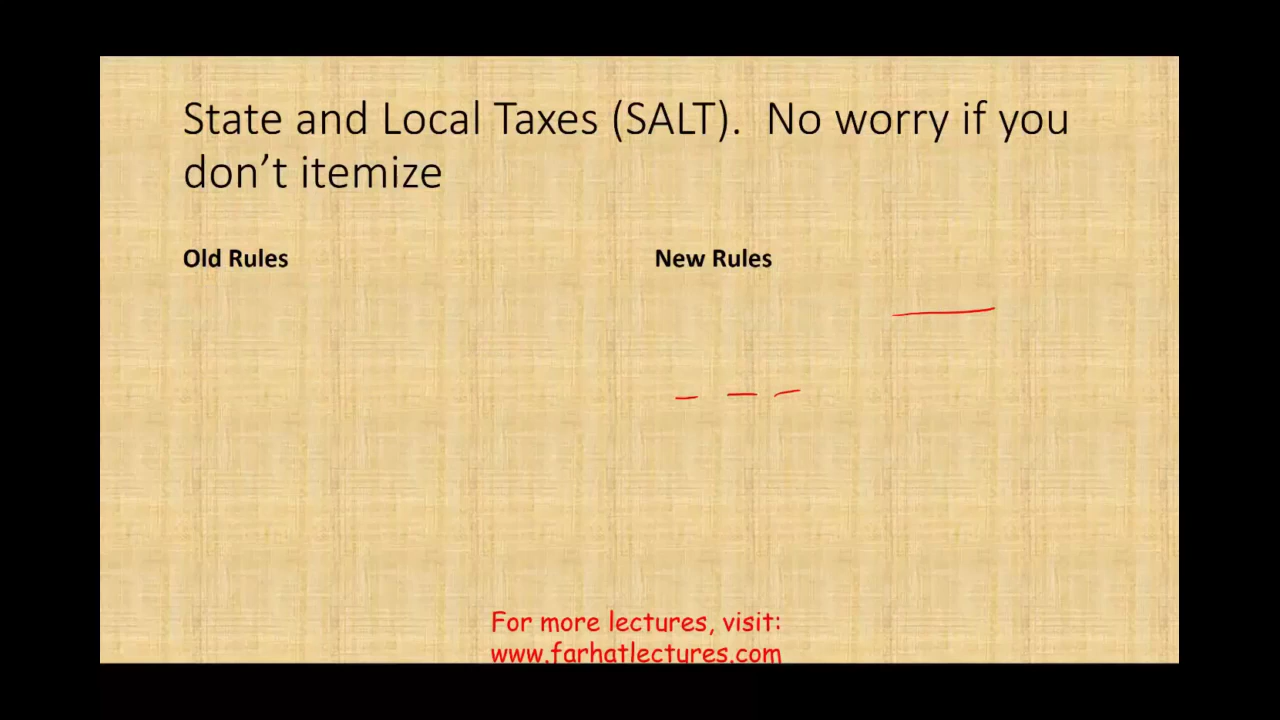 State and Local Taxes (SALT).  No worry if you
don't itemize
Old Rules
New Rules
For more lectures, visit:
www.farhatlectures.com